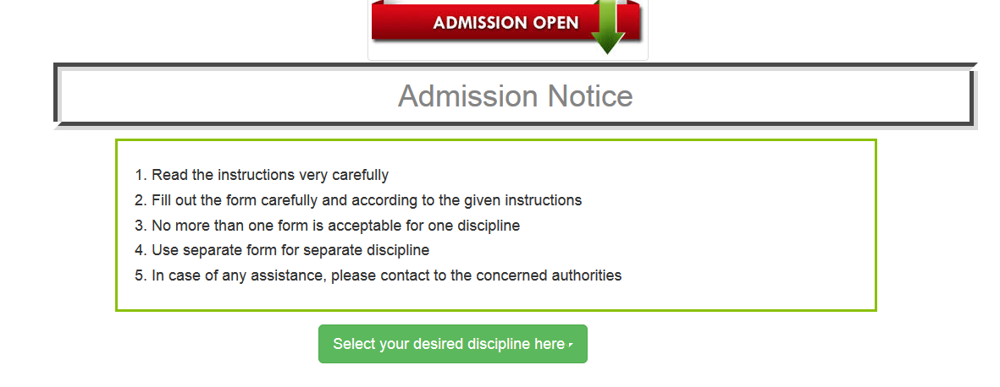 ADMISSION OPEN
Admission Notice
1. Read the instructions very carefully
2. Fill out the form carefully and according to the given instructions
3. No more than one form is acceptable for one discipline
4. Use separate form for separate discipline
5. In case of any assistance, please contact to the concerned authorities
Select your desired discipline here